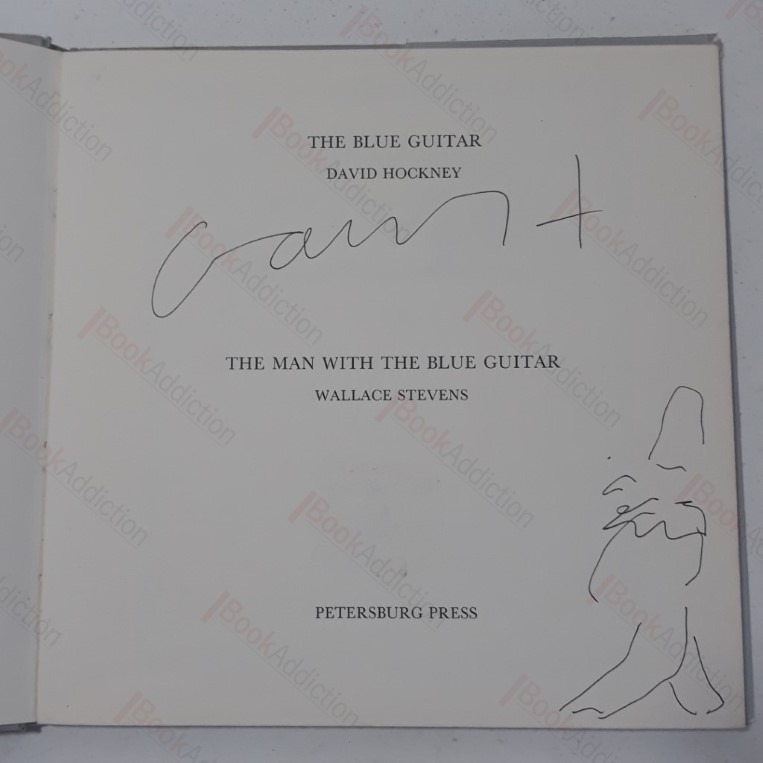 THE BLUE GUITAR
DAVID HOCKNEY
THE MAN WITH THE BLUE GUITAR
WALLACE STEVENS
PETERSBURG PRESS
BookAddiction